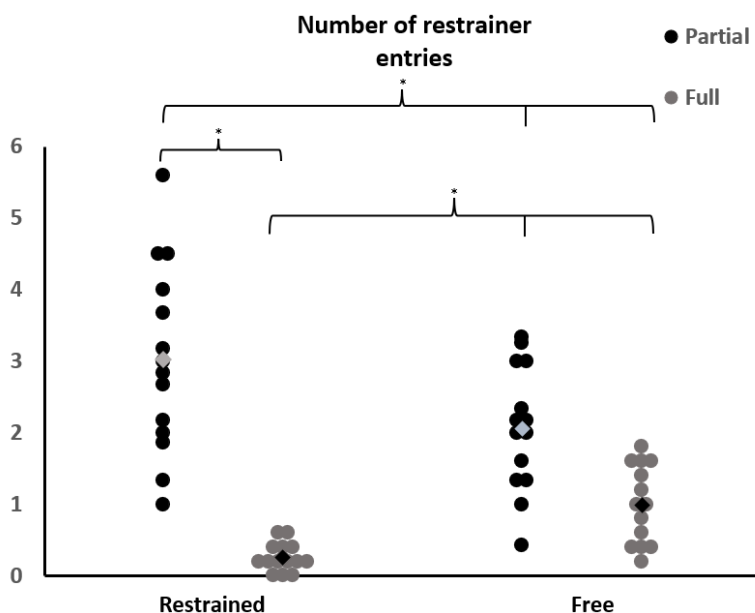 Number of restrainer
entries
Partial
Full
*
*
*
6
5
4
3
2
1
0
Restrained
Free